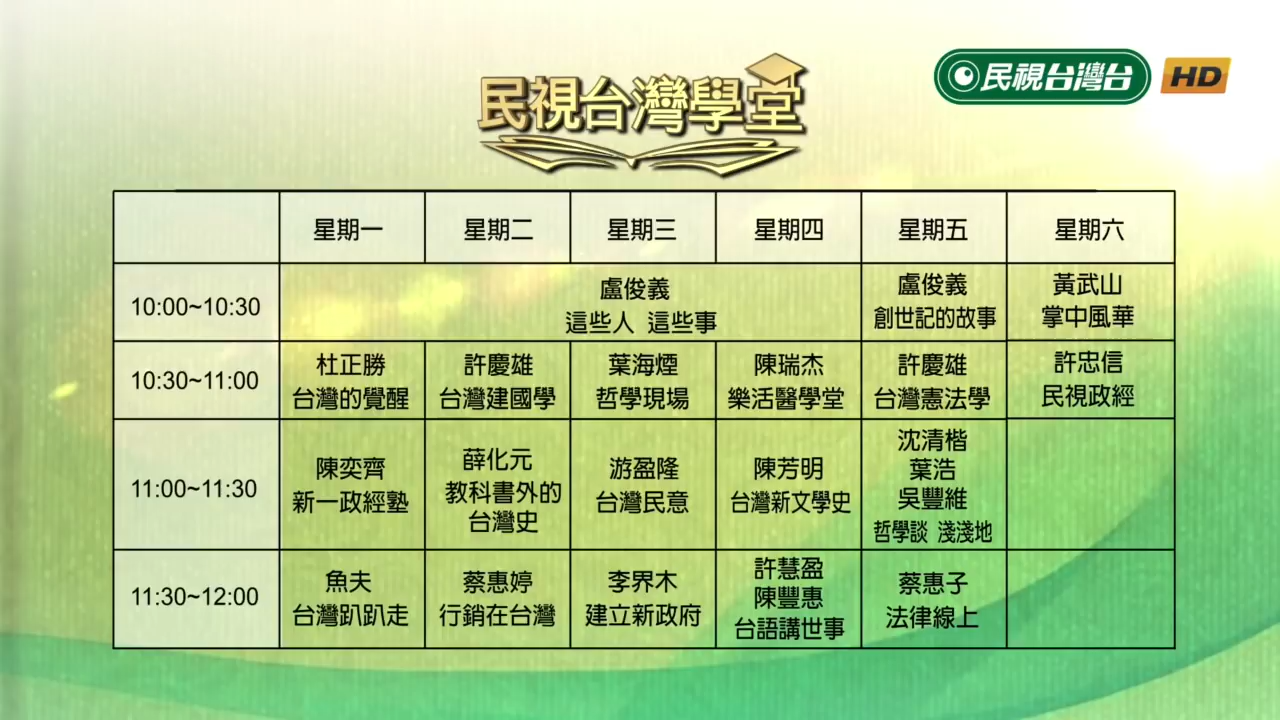 民視台灣學堂
民視台灣台 HD
星期一 星期二 星期三 星期四 星期五 星期六
10:00~10:30
盧俊義
這些人 這些事
盧俊義
創世記的故事
黃武山
掌中風華
10:30~11:00
杜正勝
台灣的覺醒
許慶雄
台灣建國學
葉海煙
哲學現場
陳瑞杰
樂活醫學堂
許慶雄
台灣憲法學
許忠信
民視政經
11:00~11:30
陳奕齊
新一政經塾
薛化元
教科書外的
台灣史
游盈隆
台灣民意
陳芳明
台灣新文學史
沈清楷
葉浩
吳豐維
哲學談 淺淺地
11:30~12:00
魚夫
台灣趴趴走
蔡惠婷
行銷在台灣
李界木
建立新政府
許慧盈
陳豐惠
台語講世事
蔡惠子
法律線上